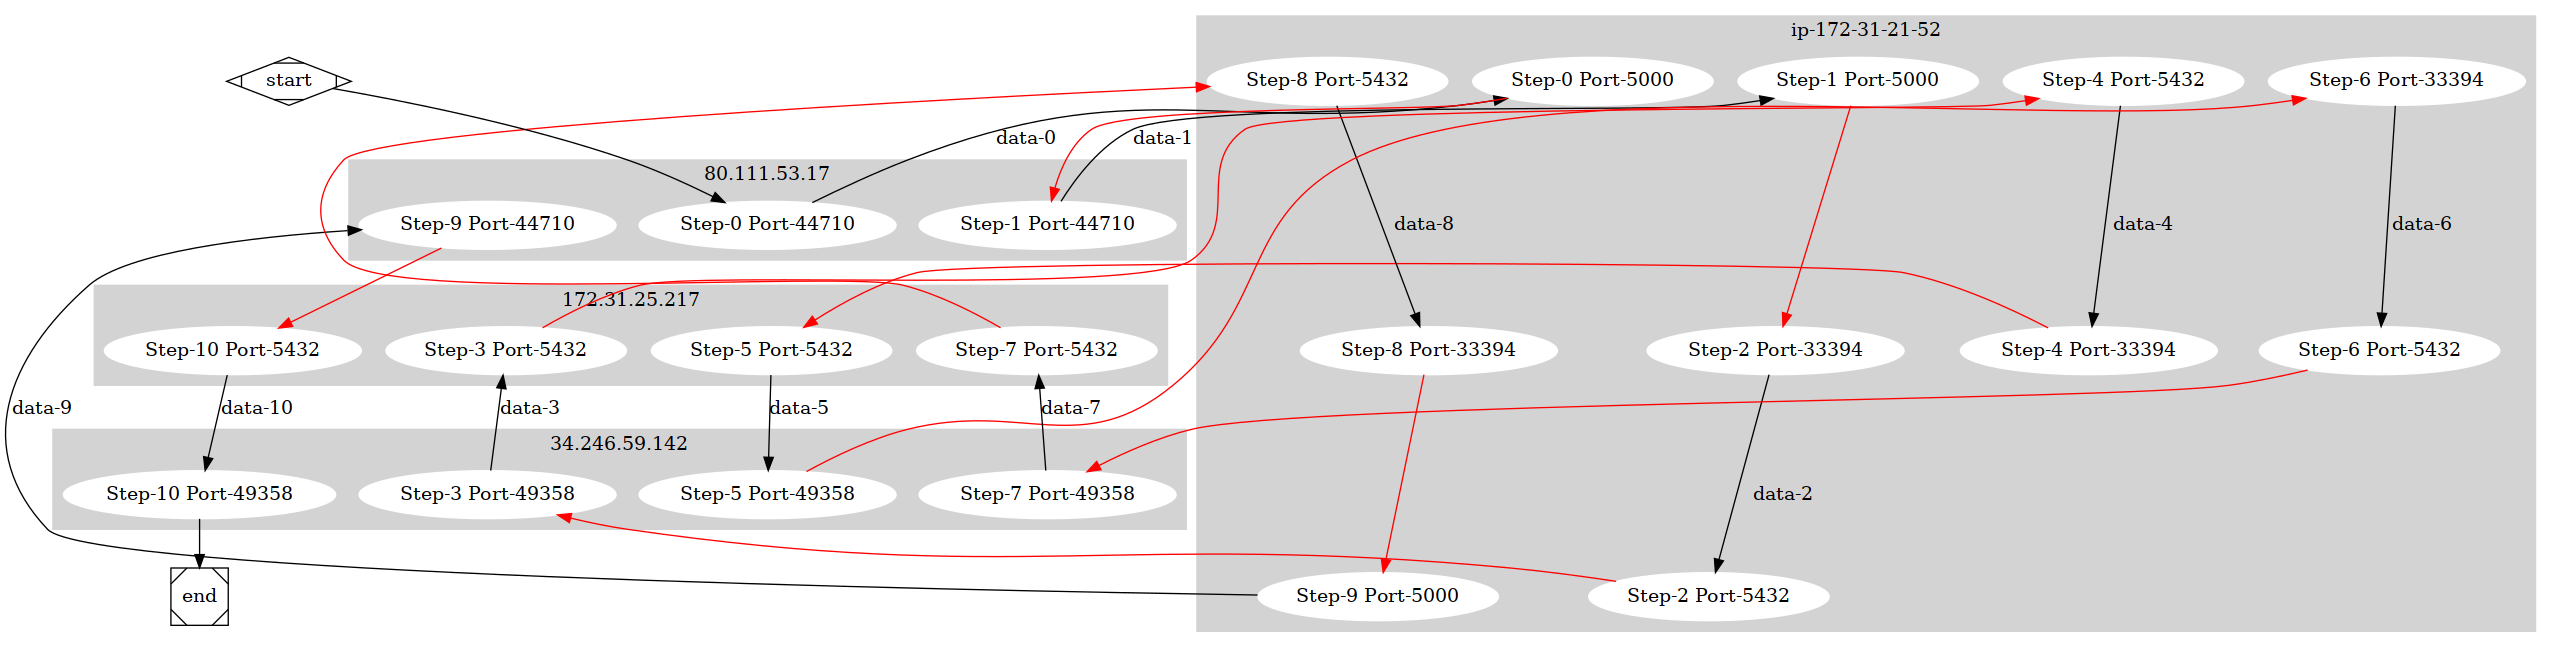 ip-172-31-21-52
start
Step-8 Port-5432
Step-0 Port-5000
Step-1 Port-5000
Step-4 Port-5432
Step-6 Port-33394
data-0
data-1
80.111.53.17
Step-9 Port-44710
Step-0 Port-44710
Step-1 Port-44710
data-8
data-4
data-6
172.31.25.217
Step-10 Port-5432
Step-3 Port-5432
Step-5 Port-5432
Step-7 Port-5432
Step-8 Port-33394
Step-2 Port-33394
Step-4 Port-33394
Step-6 Port-5432
data-9
data-10
data-3
data-5
data-7
34.246.59.142
Step-10 Port-49358
Step-3 Port-49358
Step-5 Port-49358
Step-7 Port-49358
data-2
end
Step-9 Port-5000
Step-2 Port-5432